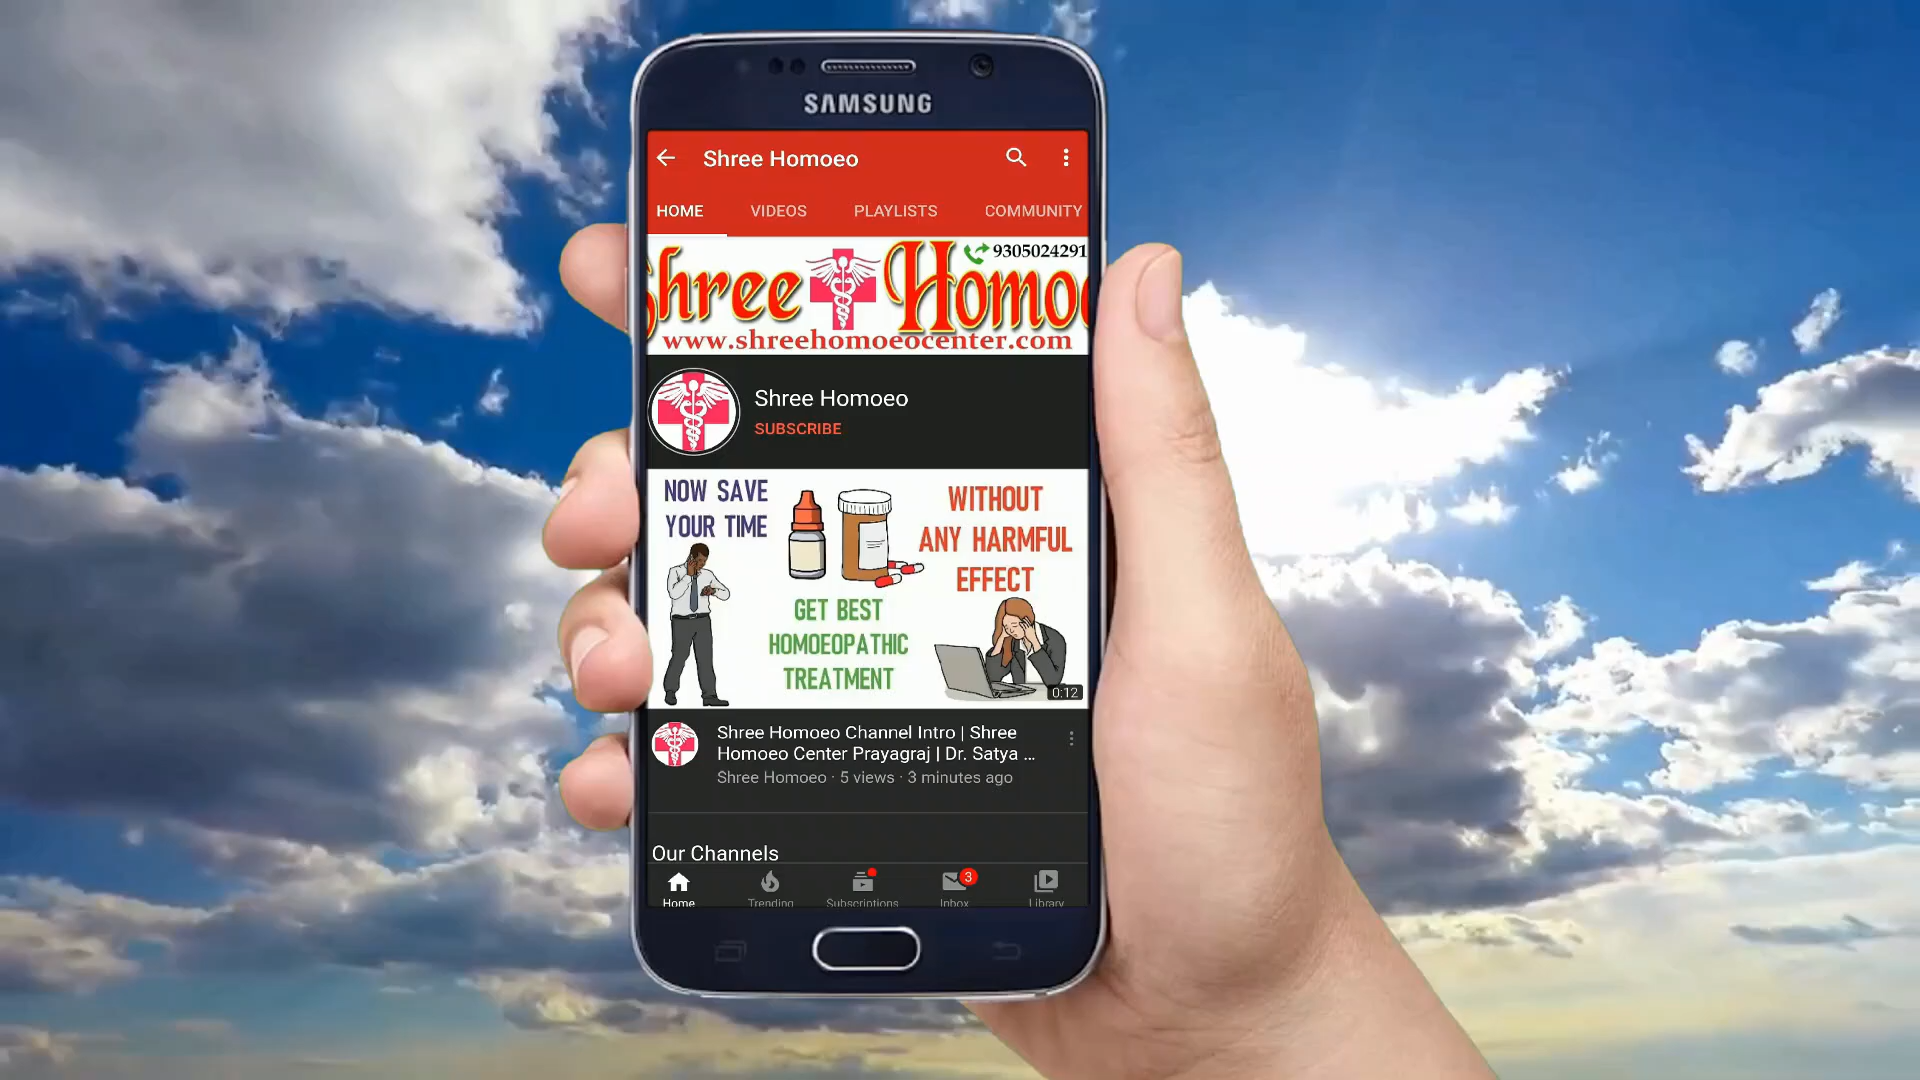 SAMSUNG
Shree Homoeo
HOME VIDEOS PLAYLISTS COMMUNITY
9305024291
Shree Homoe
www.shreehomoeocenter.com
Shree Homoeo
SUBSCRIBE
NOW SAVE
YOUR TIME
WITHOUT
ANY HARMFUL
EFFECT
GET BEST
HOMOEOPATHIC
TREATMENT
0:12
Shree Homoeo Channel Intro | Shree
Homoeo Center Prayagraj | Dr. Satya ...
Shree Homoeo · 5 views · 3 minutes ago
Our Channels
3
Home Trending Subscriptions Inbox Library